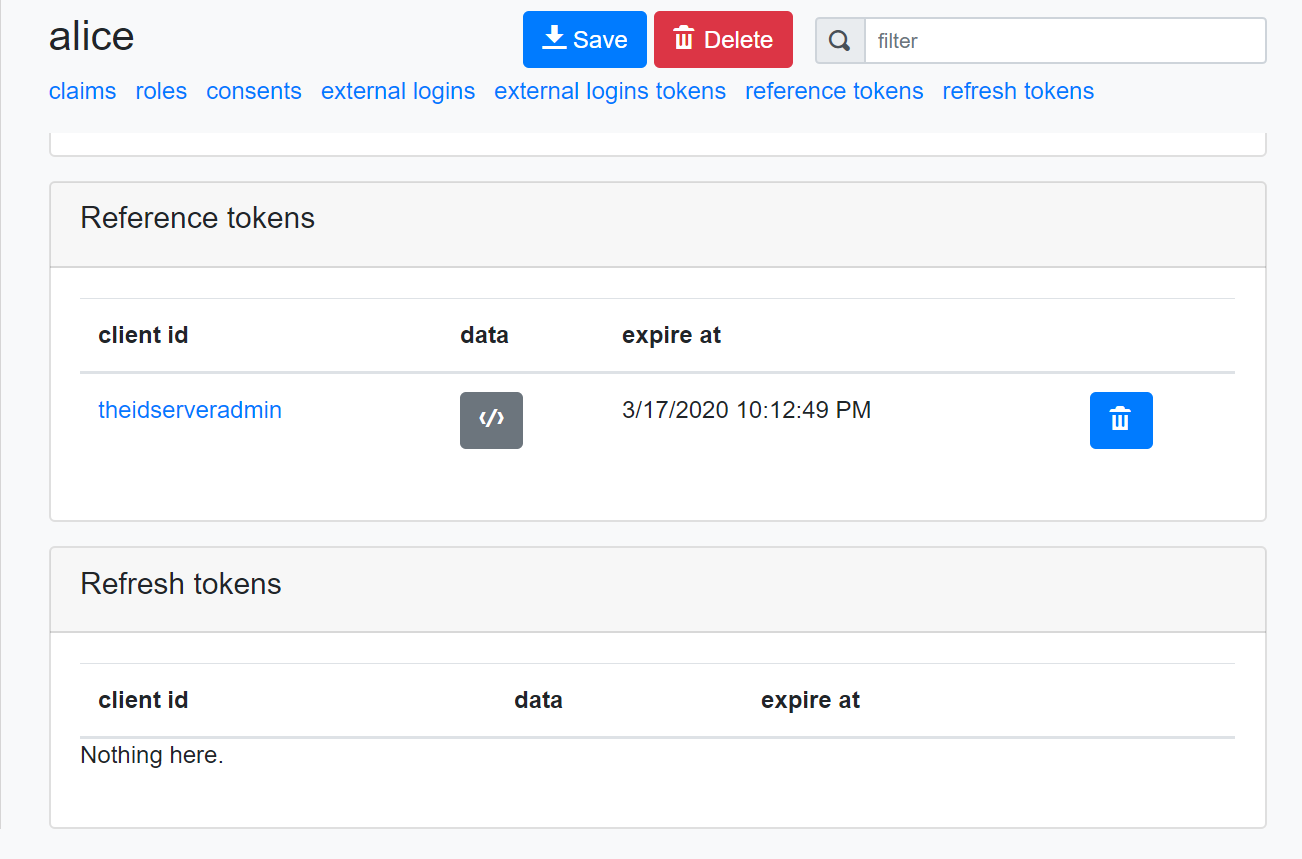 alice
Save Delete filter
claims roles consents external logins external logins tokens reference tokens refresh tokens
Reference tokens
client id data expire at
theidserveradmin 3/17/2020 10:12:49 PM
Refresh tokens
client id data expire at
Nothing here.